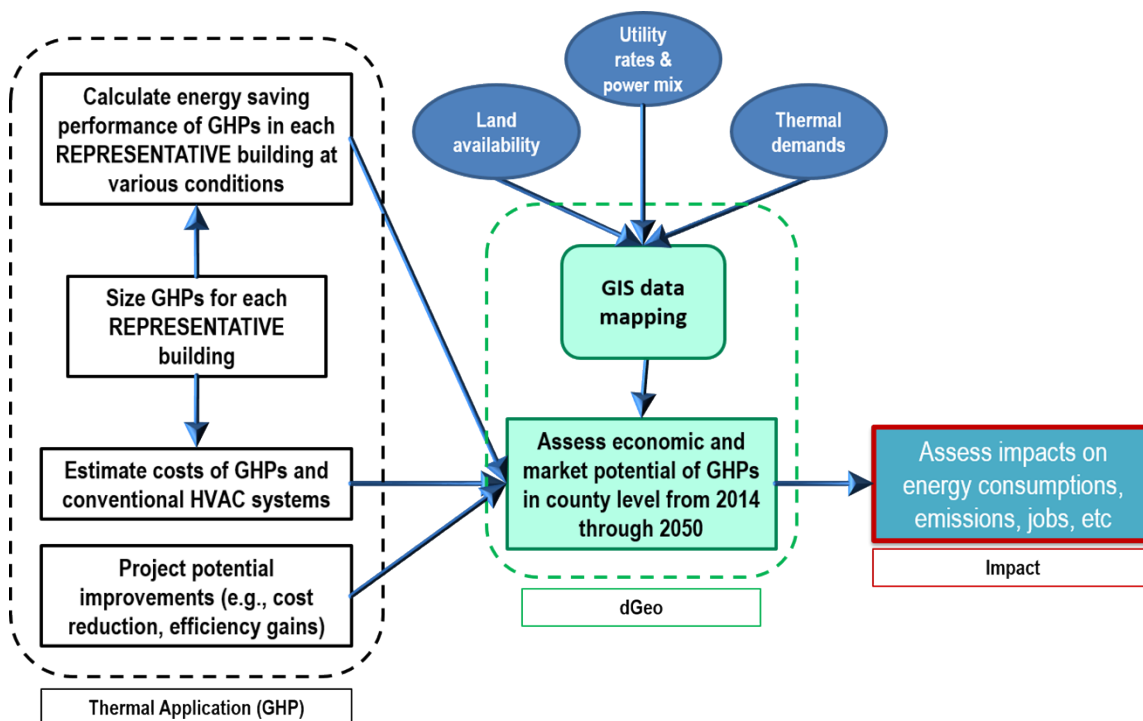 Calculate energy saving
performance of GHPs in each
REPRESENTATIVE building at
various conditions
Size GHPs for each
REPRESENTATIVE
building
Estimate costs of GHPs and
conventional HVAC systems
Project potential
improvements (e.g., cost
reduction, efficiency gains)
Thermal Application (GHP)
Land
availability
Utility
rates &
power mix
Thermal
demands
GIS data
mapping
Assess economic and
market potential of GHPs
in county level from 2014
through 2050
dGeo
Assess impacts on
energy consumptions,
emissions, jobs, etc
Impact